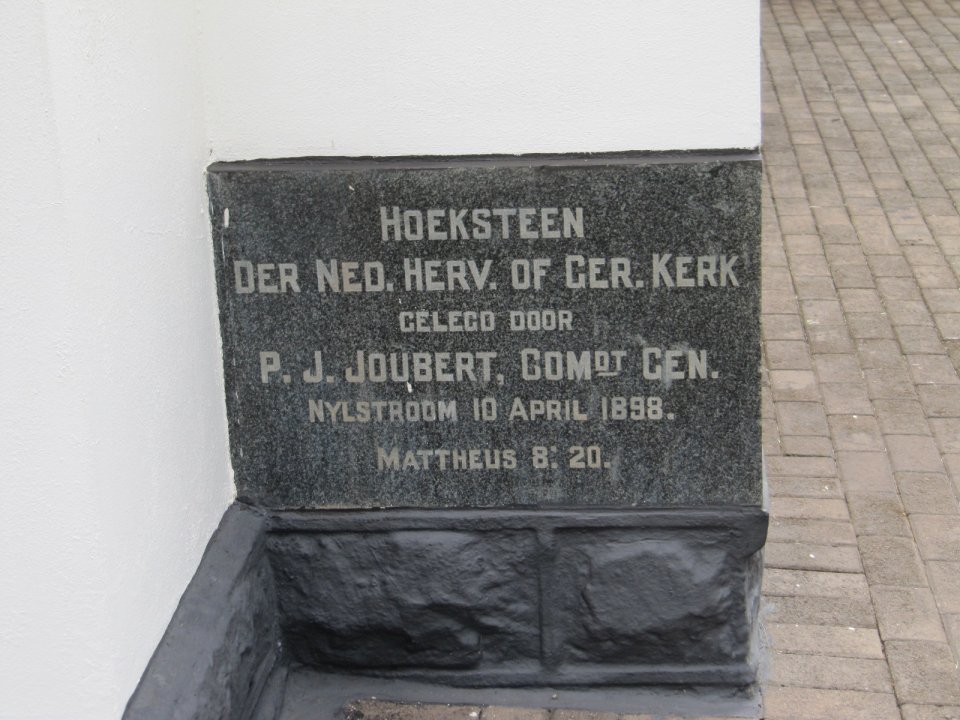 HOEKSTEEN
DER NED. HERV. OF GER. KERK
GELEGD DOOR
P. J. JOUBERT, COMDT GEN.
NYLSTROOM 10 APRIL 1898.
MATTHEUS 8: 20.